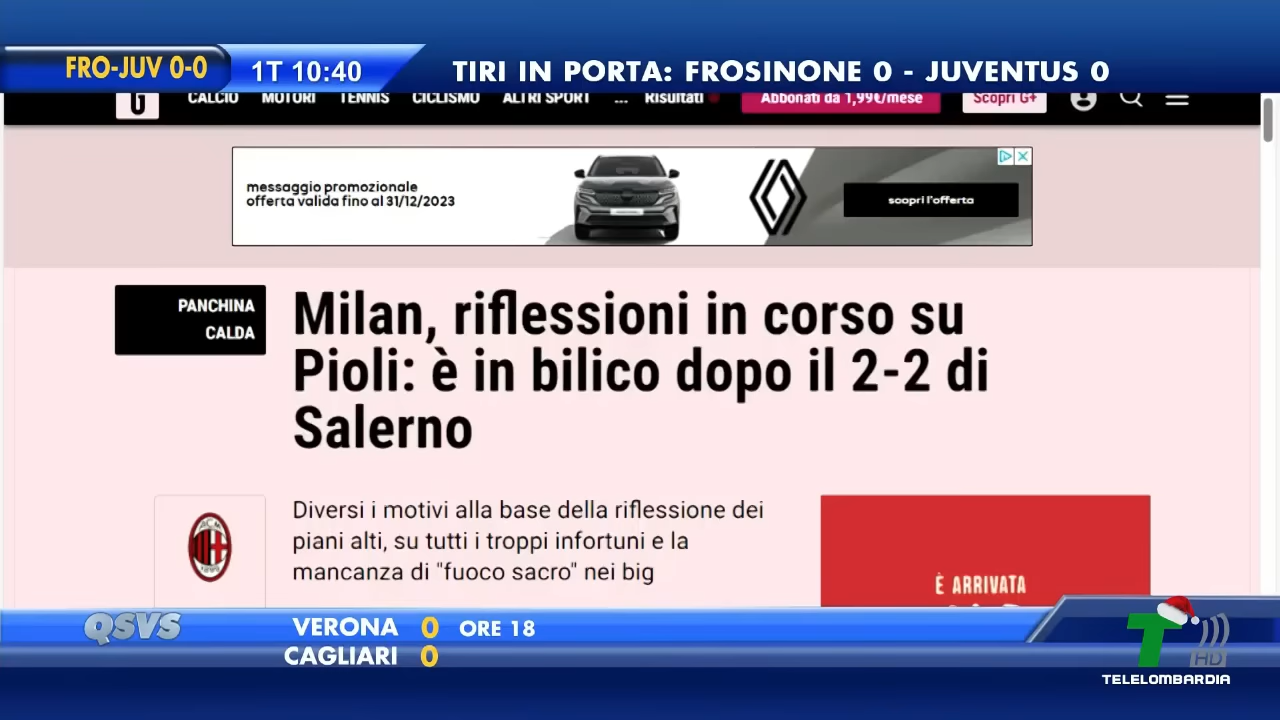 FRO-JUV 0-0
1T 10:40
TIRI IN PORTA: FROSINONE 0 - JUVENTUS 0
G CALCIO MOTORI TENNIS CICLISMO ALTRI SPORT ... Risultati Abbonati da 1,99€/mese Scopri G+
messaggio promozionale
offerta valida fino al 31/12/2023
scopri l'offerta
PANCHINA
CALDA
Milan, riflessioni in corso su
Pioli: è in bilico dopo il 2-2 di
Salerno
ACM
1899
Diversi i motivi alla base della riflessione dei
piani alti, su tutti i troppi infortuni e la
mancanza di "fuoco sacro" nei big
È ARRIVATA
QSVS
VERONA 0 ORE 18
CAGLIARI 0
T HD
TELELOMBARDIA